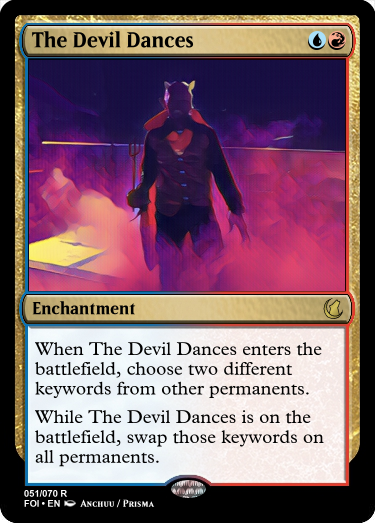 The Devil Dances
Enchantment
When The Devil Dances enters the
battlefield, choose two different
keywords from other permanents.
While The Devil Dances is on the
battlefield, swap those keywords on
all permanents.
051/070 R
FOI • EN Anchuu / Prisma